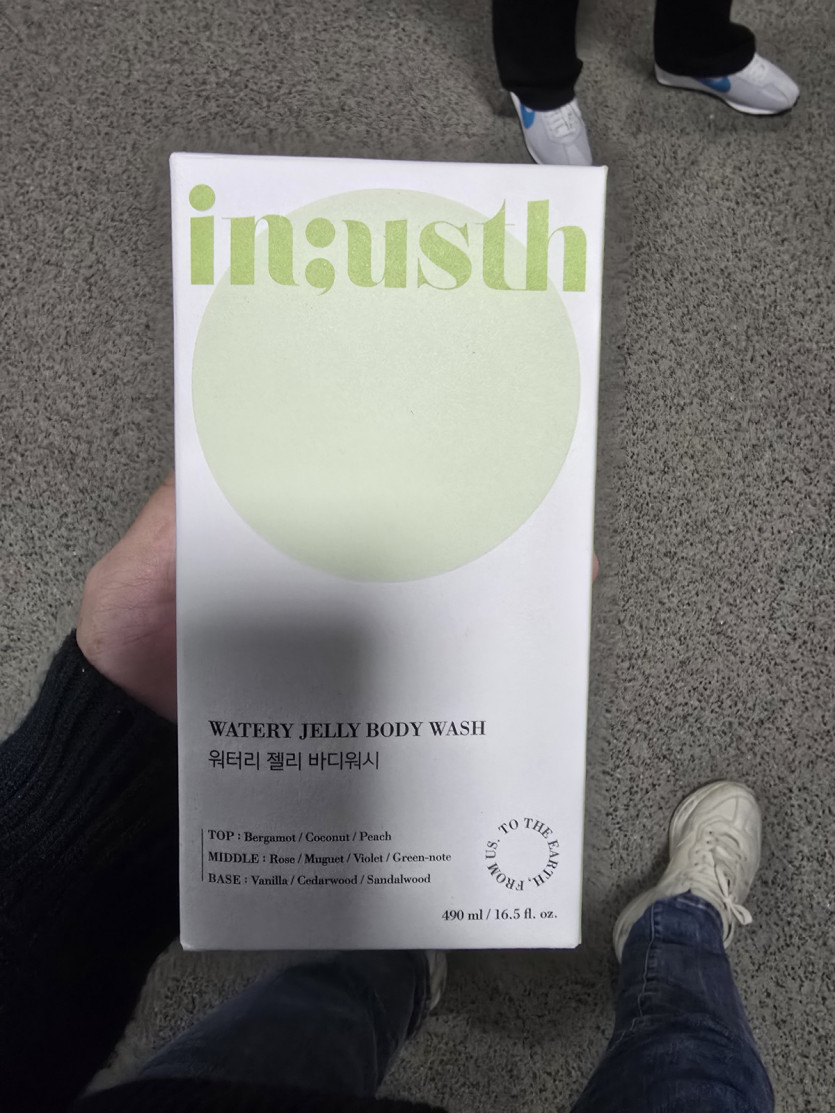 in;usth
WATERY JELLY BODY WASH
워터리 젤리 바디워시
TOP : Bergamot / Coconut / Peach
MIDDLE : Rose / Muguet / Violet / Green-note
BASE : Vanilla / Cedarwood / Sandalwood
TO THE EARTH, FROM US.
490 ml / 16.5 fl. oz.